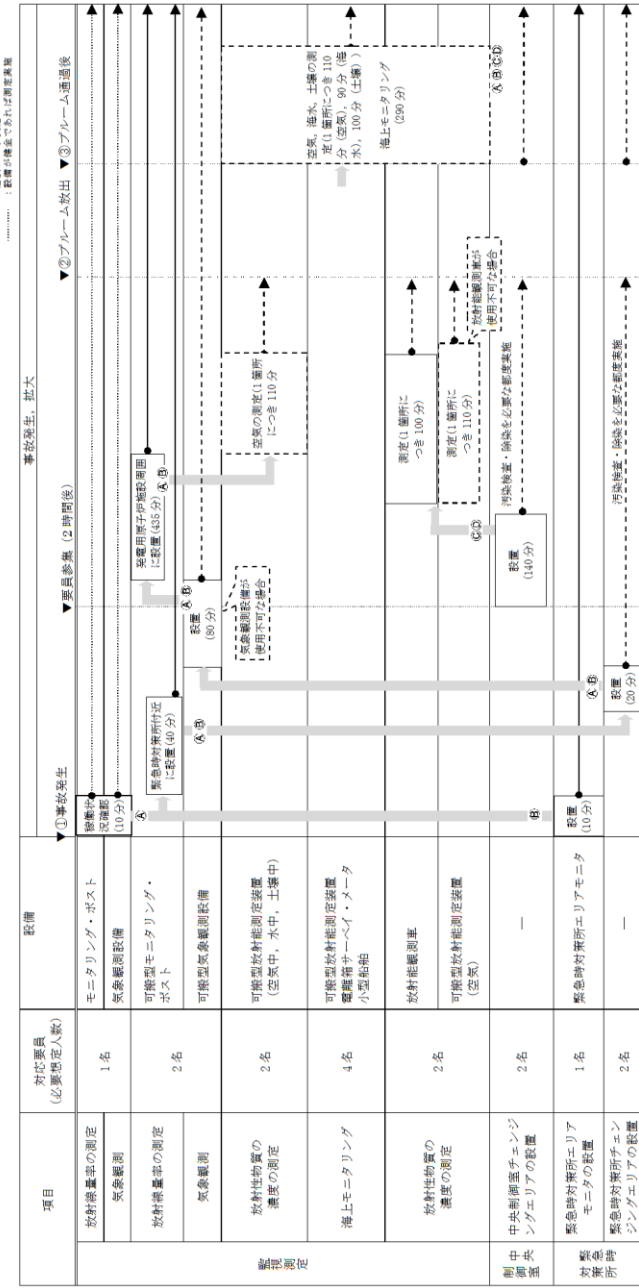 ：設備が健全であれば測定実施
項目
対応要員
(必要想定人数)
設備
事故発生，拡大
▼①事故発生
▼要員参集（2時間後）
▼②プルーム放出
▼③プルーム通過後
監視測定
放射線量率の測定
気象観測
1名
モニタリング・ポスト
気象観測設備
稼働状
況確認
(10分)
放射線量率の測定
気象観測
2名
可搬型モニタリング・
ポスト
可搬型気象観測設備
Ⓐ
緊急時対策所付近
に設置(40分)
発電用原子炉施設周囲
に設置(435分)
Ⓐ Ⓑ
設置
(80分)
気象観測設備が
使用不可な場合
Ⓐ Ⓑ
Ⓐ Ⓑ
放射性物質の
濃度の測定
2名
可搬型放射能測定装置
(空気中，水中，土壌中)
空気の測定(1箇所
につき110分
空気，海水，土壌の測
定(1箇所につき110
分（空気），90分（海
水），100分（土壌））
海上モニタリング
(290分)
海上モニタリング
4名
可搬型放射能測定装置
電離箱サーベイ・メータ
小型船舶
放射性物質の
濃度の測定
2名
放射能観測車
可搬型放射能測定装置
(空気)
測定(1箇所に
つき100分)
測定(1箇所に
つき110分)
放射能観測車が
使用不可な場合
Ⓐ Ⓑ Ⓒ Ⓓ
Ⓒ Ⓓ
中央
制御室
中央制御室チェンジ
ングエリアの設置
2名
―
設置
(140分)
汚染検査・除染を必要な都度実施
緊急時
対策所
緊急時対策所エリア
モニタの設置
1名
緊急時対策所エリアモニタ
Ⓑ
設置
(10分)
Ⓐ Ⓑ
緊急時対策所チェン
ジングエリアの設置
2名
―
設置
(20分)
汚染検査・除染を必要な都度実施